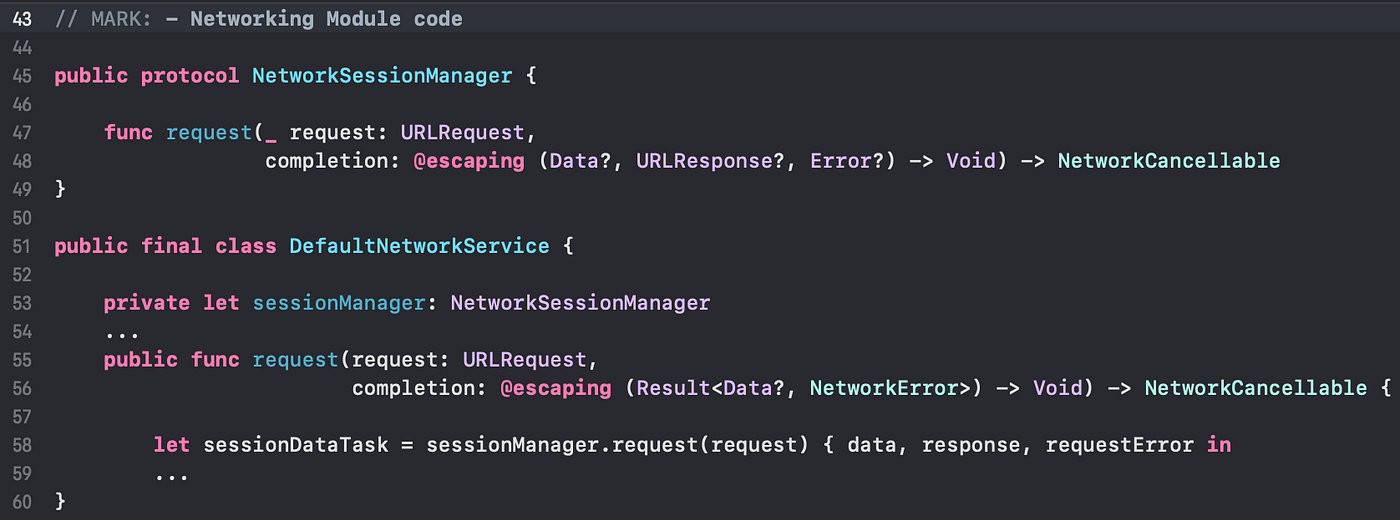 43 // MARK: - Networking Module code
44
45 public protocol NetworkSessionManager {
46
47     func request(_ request: URLRequest,
48                  completion: @escaping (Data?, URLResponse?, Error?) -> Void) -> NetworkCancellable
49 }
50
51 public final class DefaultNetworkService {
52
53     private let sessionManager: NetworkSessionManager
54     ...
55     public func request(request: URLRequest,
56                         completion: @escaping (Result<Data?, NetworkError>) -> Void) -> NetworkCancellable {
57
58         let sessionDataTask = sessionManager.request(request) { data, response, requestError in
59         ...
60 }